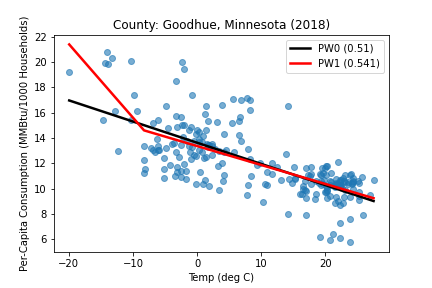 County: Goodhue, Minnesota (2018)
PW0 (0.51)
PW1 (0.541)
Per-Capita Consumption (MMBtu/1000 Households)
22
20
18
16
14
12
10
8
6
−20 −10 0 10 20
Temp (deg C)